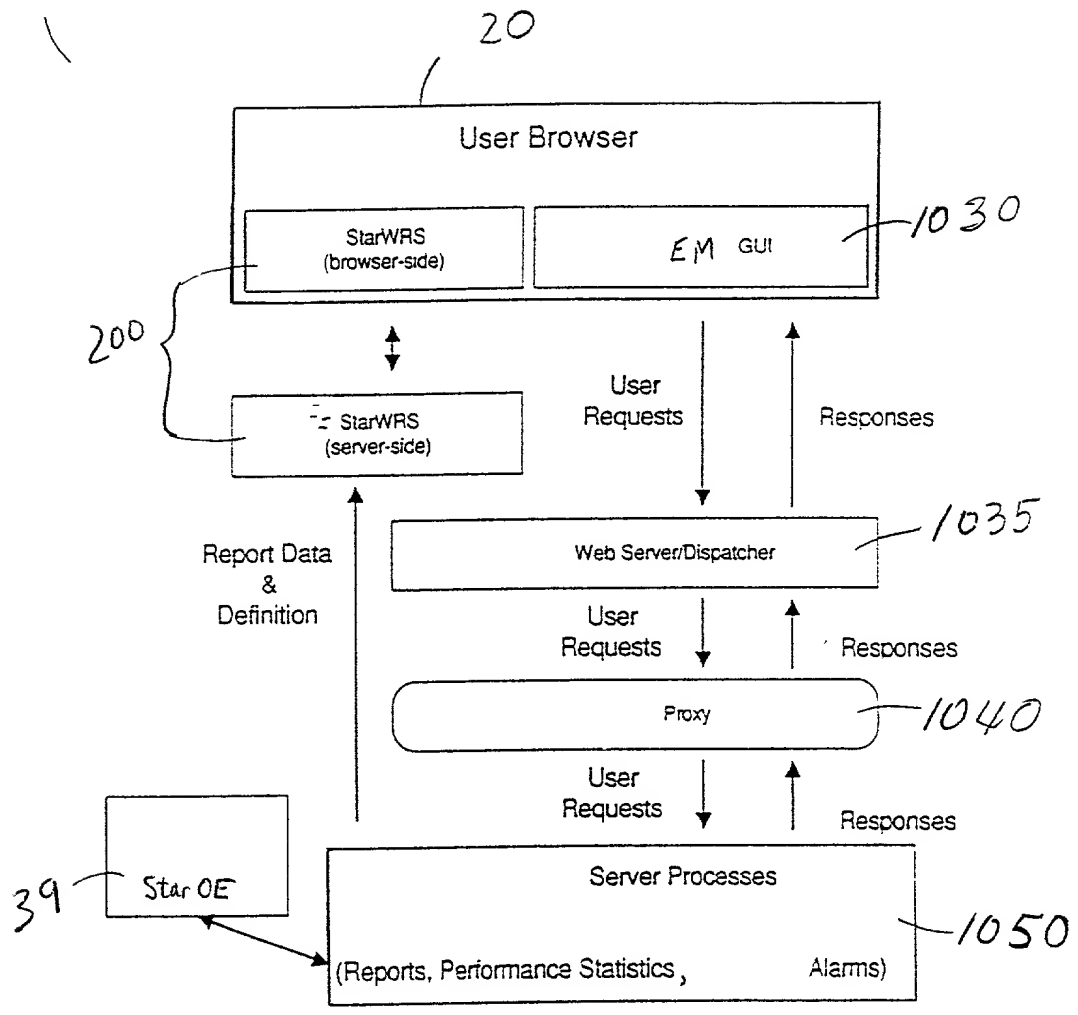 20
User Browser
StarWRS
(browser-side)
EM GUI
1030
200
StarWRS
(server-side)
User
Requests
Responses
1035
Web Server/Dispatcher
Report Data
&
Definition
User
Requests
Responses
Proxy
1040
User
Requests
Responses
39
Star OE
Server Processes
1050
(Reports, Performance Statistics, Alarms)